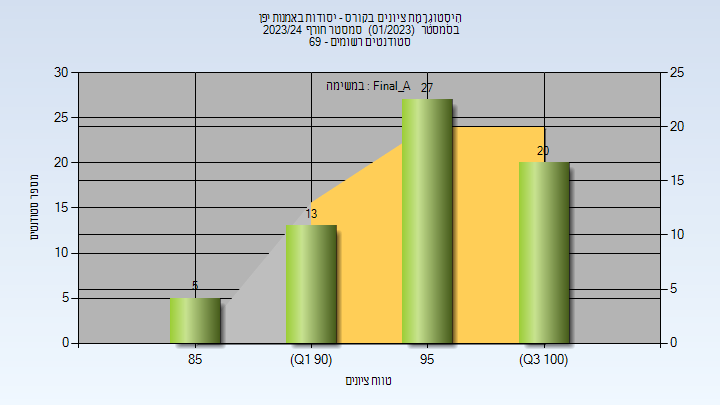 היסטוגרמת ציונים בקורס - יסודות באמנות יפן
בסמסטר (01/2023) סמסטר חורף 2023/24
סטודנטים רשומים - 69
במשימה : Final_A
30
25
20
15
10
5
0
25
20
15
10
5
0
5
13
27
20
85
(Q1 90)
95
(Q3 100)
מספר סטודנטים
טווח ציונים